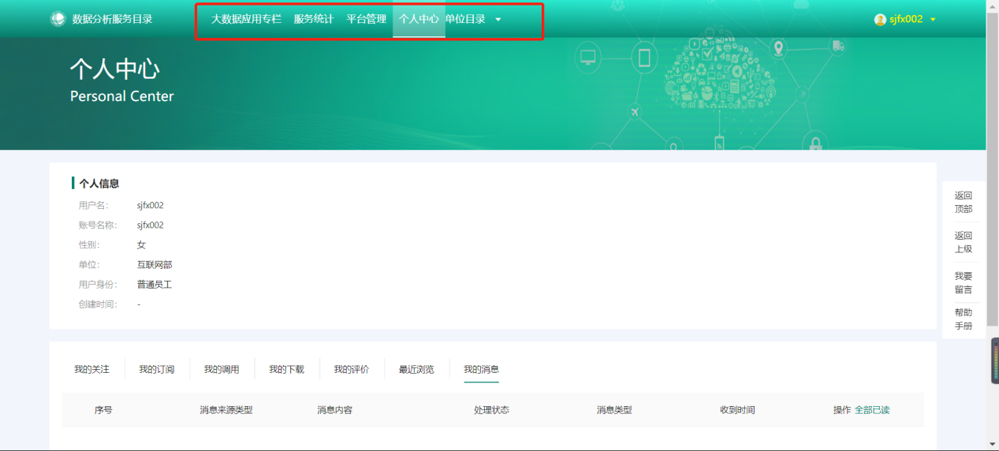 数据分析服务目录 大数据应用专栏 服务统计 平台管理 个人中心 单位目录 sjfx002
个人中心
Personal Center
个人信息
用户名： sjfx002
账号名称： sjfx002
性别： 女
单位： 互联网部
用户身份： 普通员工
创建时间： -
返回
顶部
返回
上级
我要
留言
帮助
手册
我的关注 我的订阅 我的调用 我的下载 我的评价 最近浏览 我的消息
序号 消息来源类型 消息内容 处理状态 消息类型 收到时间 操作 全部已读